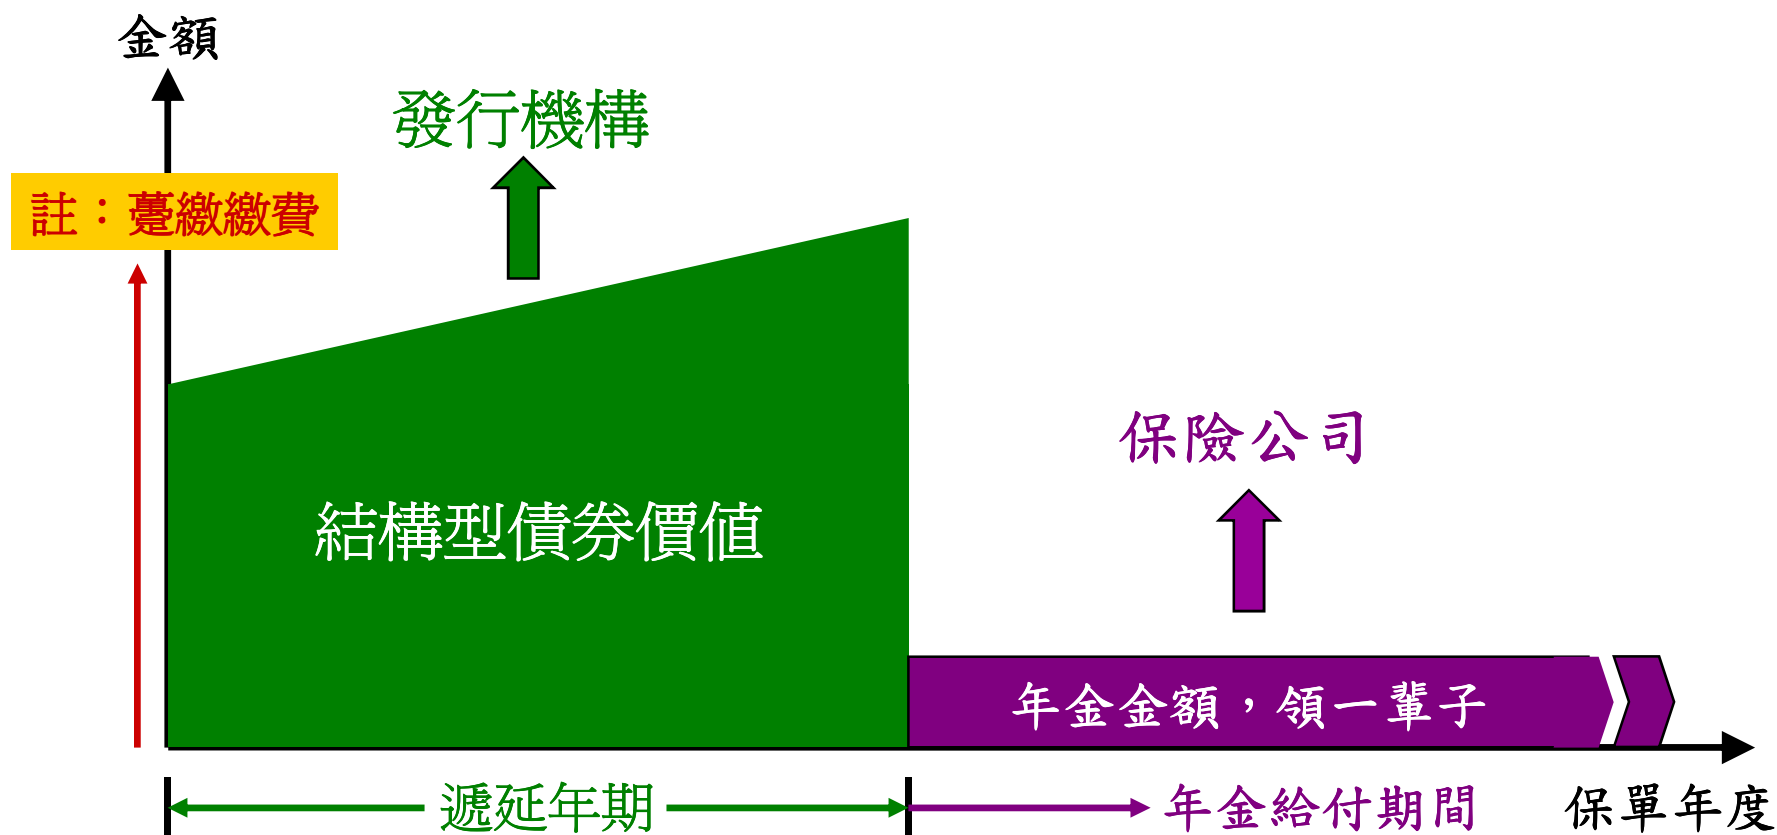 金額
發行機構
註：躉繳繳費
保險公司
結構型債券價值
年金金額，領一輩子
遞延年期
年金給付期間
保單年度